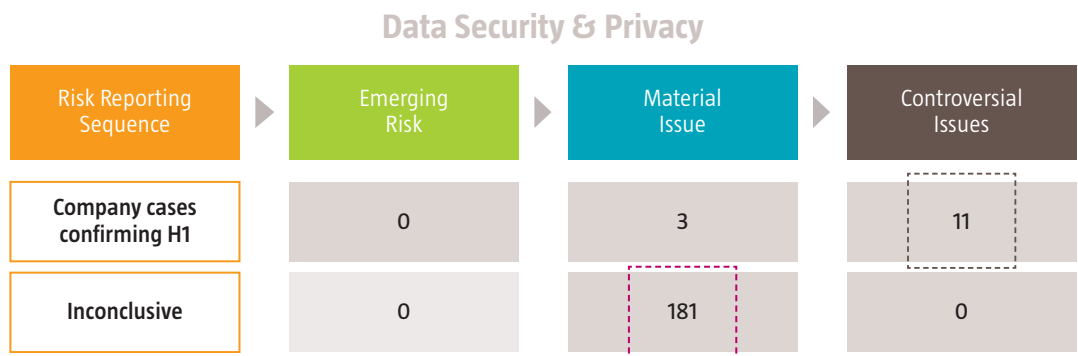 Data Security & Privacy
Risk Reporting
Sequence
Emerging
Risk
Material
Issue
Controversial
Issues
Company cases
confirming H1
0
3
11
Inconclusive
0
181
0